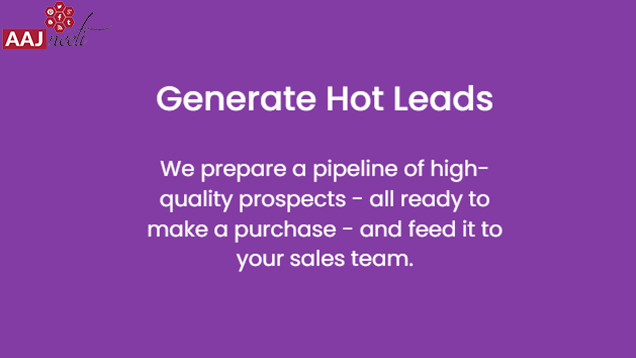 AAJneeti
Generate Hot Leads
We prepare a pipeline of high-
quality prospects - all ready to
make a purchase - and feed it to
your sales team.